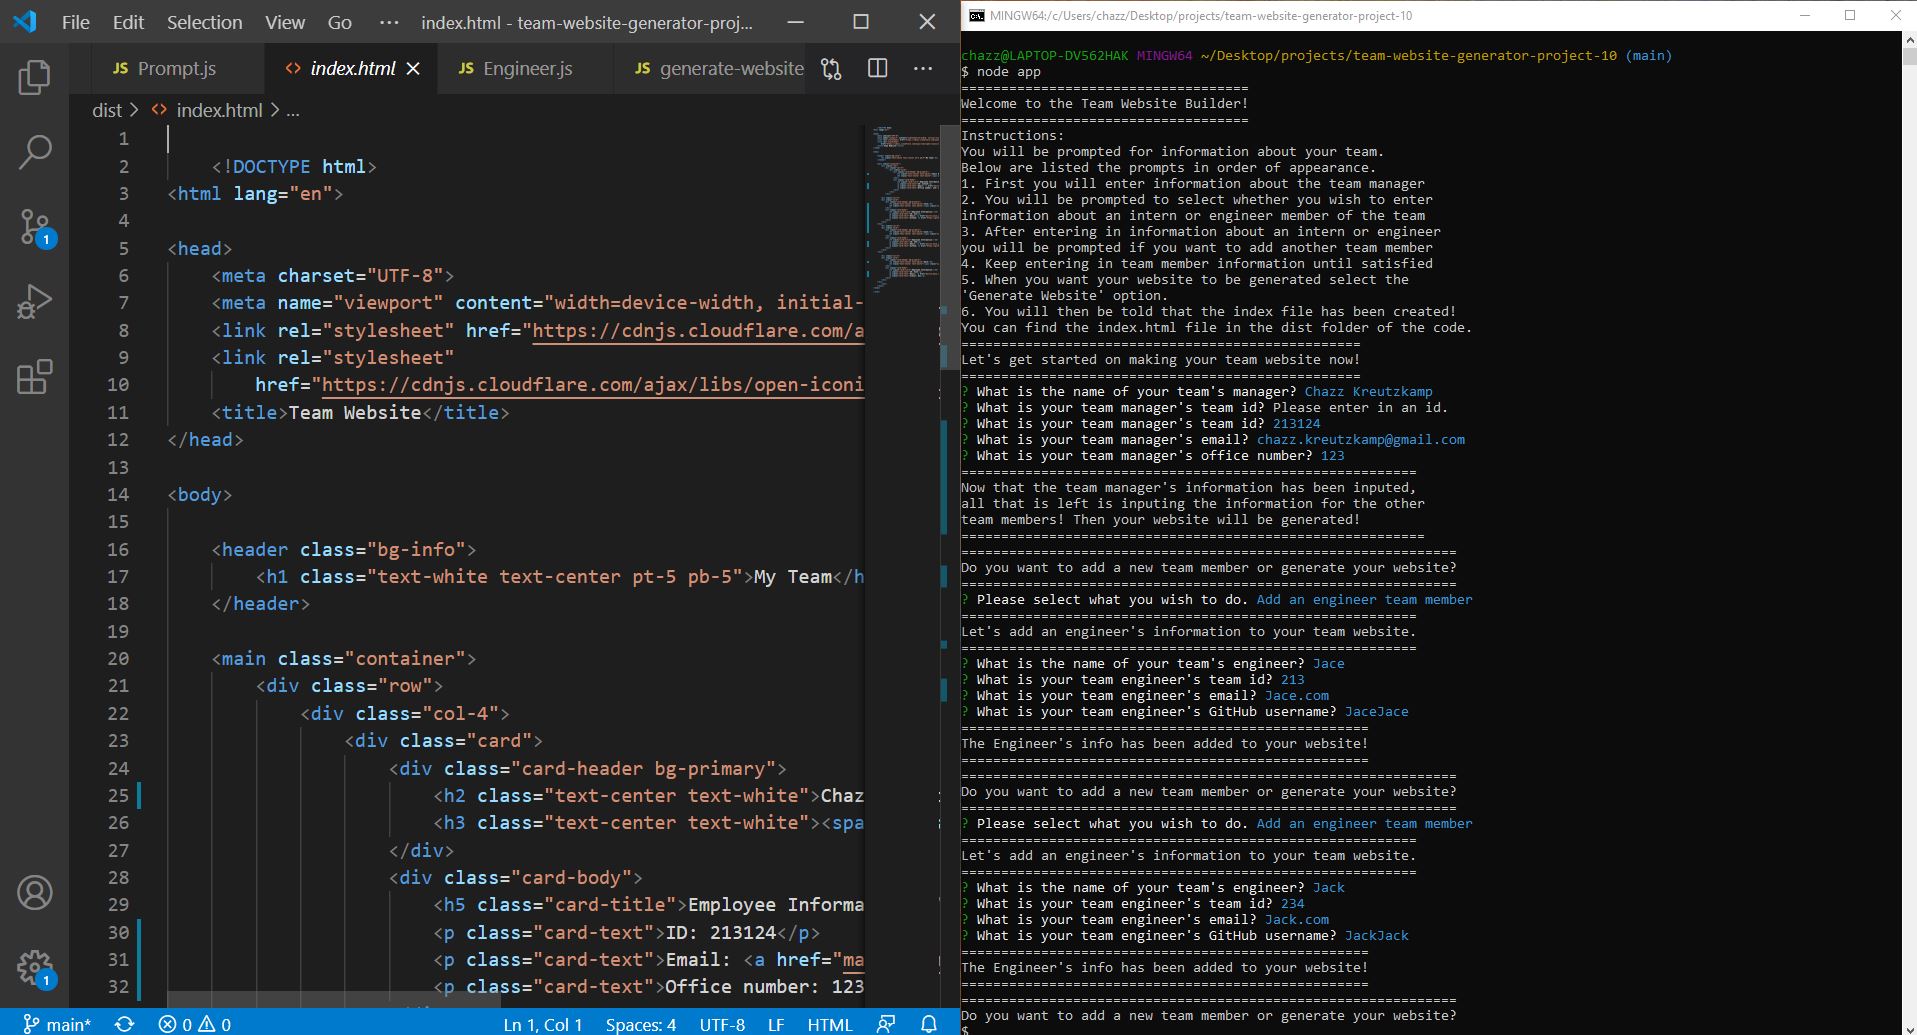 File Edit Selection View Go ··· index.html - team-website-generator-proj...
JS Prompt.js <> index.html JS Engineer.js JS generate-website ···
dist > <> index.html > ...
1
2 <!DOCTYPE html>
3 <html lang="en">
4
5 <head>
6 <meta charset="UTF-8">
7 <meta name="viewport" content="width=device-width, initial-
8 <link rel="stylesheet" href="https://cdnjs.cloudflare.com/a
9 <link rel="stylesheet"
10 href="https://cdnjs.cloudflare.com/ajax/libs/open-iconi
11 <title>Team Website</title>
12 </head>
13
14 <body>
15
16 <header class="bg-info">
17 <h1 class="text-white text-center pt-5 pb-5">My Team</h
18 </header>
19
20 <main class="container">
21 <div class="row">
22 <div class="col-4">
23 <div class="card">
24 <div class="card-header bg-primary">
25 <h2 class="text-center text-white">Chaz
26 <h3 class="text-center text-white"><spa
27 </div>
28 <div class="card-body">
29 <h5 class="card-title">Employee Informa
30 <p class="card-text">ID: 213124</p>
31 <p class="card-text">Email: <a href="ma
32 <p class="card-text">Office number: 123
1
1
main* 0 0 Ln 1, Col 1 Spaces: 4 UTF-8 LF HTML
MINGW64:/c/Users/chazz/Desktop/projects/team-website-generator-project-10
chazz@LAPTOP-DV562HAK MINGW64 ~/Desktop/projects/team-website-generator-project-10 (main)
$ node app
====================================
Welcome to the Team Website Builder!
====================================
Instructions:
You will be prompted for information about your team.
Below are listed the prompts in order of appearance.
1. First you will enter information about the team manager
2. You will be prompted to select whether you wish to enter
information about an intern or engineer member of the team
3. After entering in information about an intern or engineer
you will be prompted if you want to add another team member
4. Keep entering in team member information until satisfied
5. When you want your website to be generated select the
'Generate Website' option.
6. You will then be told that the index file has been created!
You can find the index.html file in the dist folder of the code.
==================================================
Let's get started on making your team website now!
==================================================
? What is the name of your team's manager? Chazz Kreutzkamp
? What is your team manager's team id? Please enter in an id.
? What is your team manager's team id? 213124
? What is your team manager's email? chazz.kreutzkamp@gmail.com
? What is your team manager's office number? 123
=========================================================
Now that the team manager's information has been inputed,
all that is left is inputing the information for the other
team members! Then your website will be generated!
==========================================================
==============================================================
Do you want to add a new team member or generate your website?
==============================================================
? Please select what you wish to do. Add an engineer team member
=========================================================
Let's add an engineer's information to your team website.
=========================================================
? What is the name of your team's engineer? Jace
? What is your team engineer's team id? 213
? What is your team engineer's email? Jace.com
? What is your team engineer's GitHub username? JaceJace
===================================================
The Engineer's info has been added to your website!
===================================================
==============================================================
Do you want to add a new team member or generate your website?
==============================================================
? Please select what you wish to do. Add an engineer team member
=========================================================
Let's add an engineer's information to your team website.
=========================================================
? What is the name of your team's engineer? Jack
? What is your team engineer's team id? 234
? What is your team engineer's email? Jack.com
? What is your team engineer's GitHub username? JackJack
===================================================
The Engineer's info has been added to your website!
===================================================
==============================================================
Do you want to add a new team member or generate your website?
$